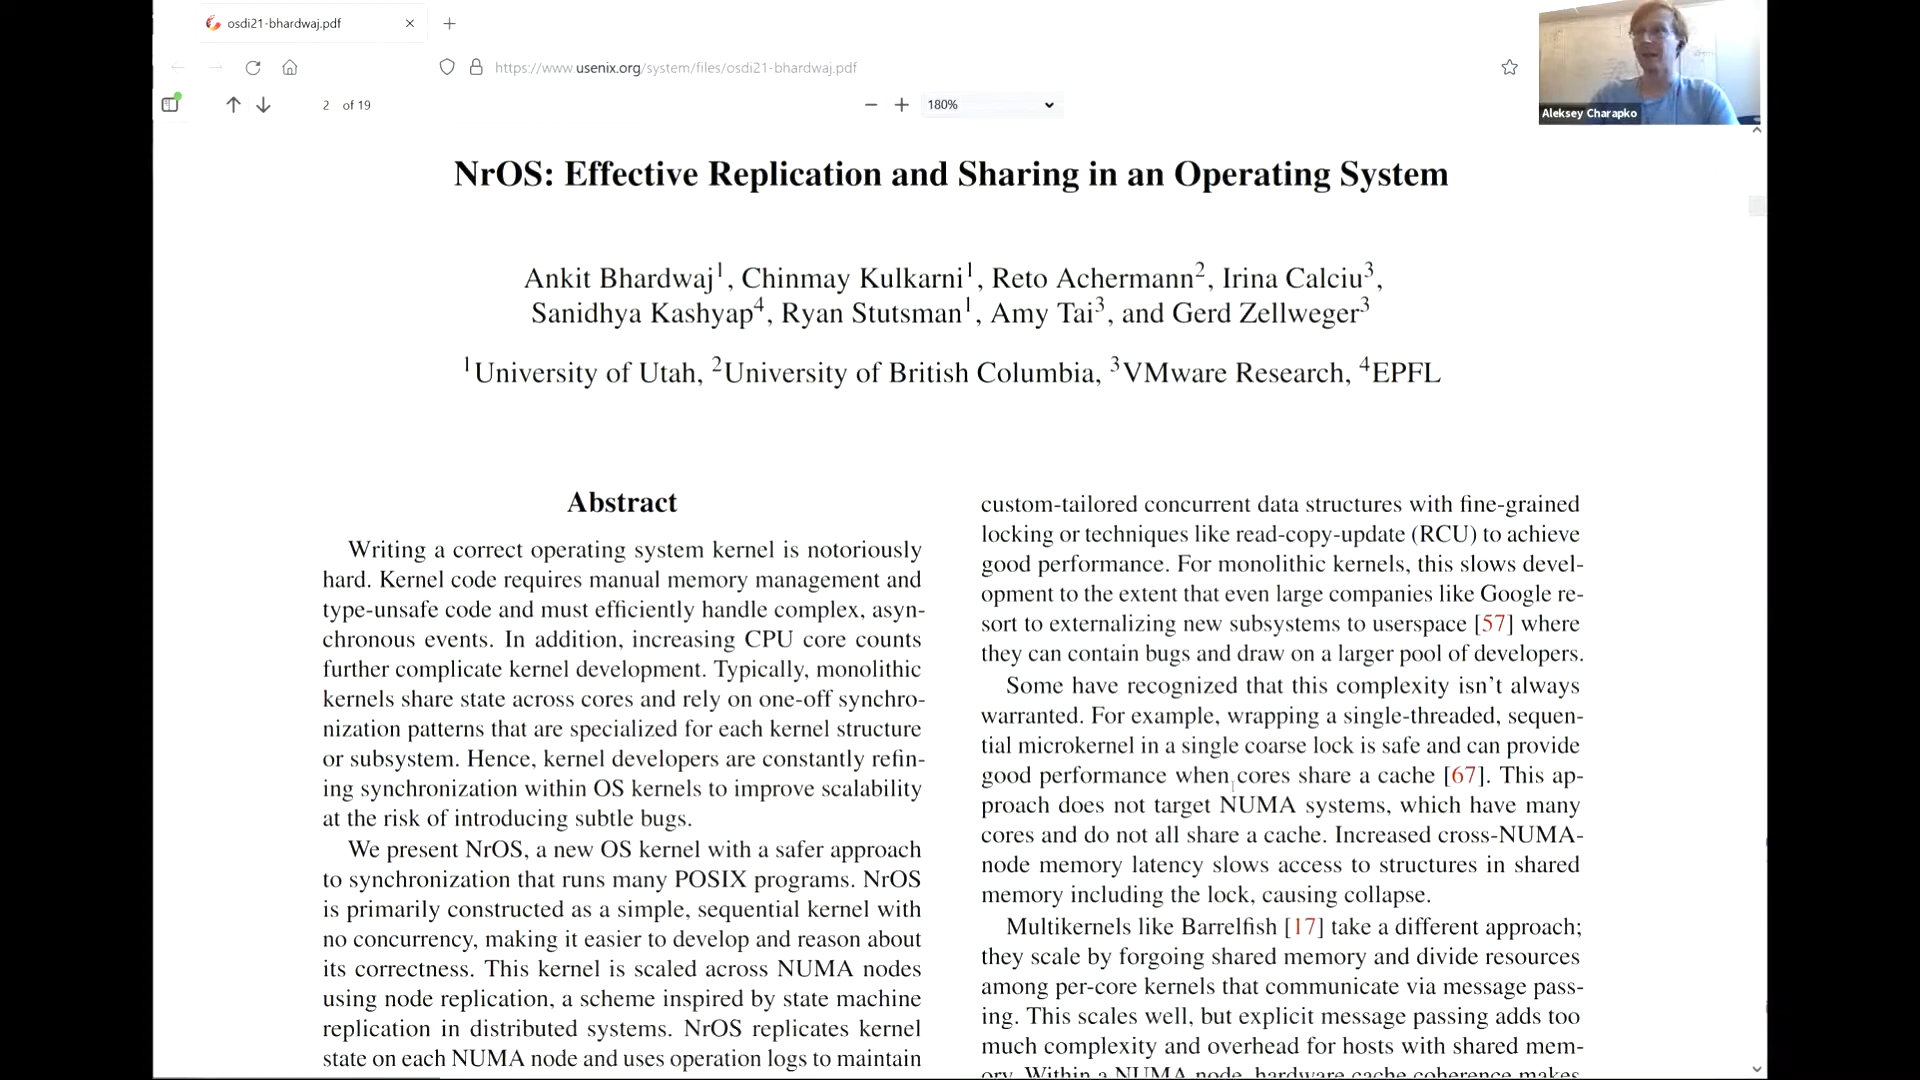 osdi21-bhardwaj.pdf
https://www.usenix.org/system/files/osdi21-bhardwaj.pdf
2 of 19
180%
Aleksey Charapko
NrOS: Effective Replication and Sharing in an Operating System
Ankit Bhardwaj1, Chinmay Kulkarni1, Reto Achermann2, Irina Calciu3,
Sanidhya Kashyap4, Ryan Stutsman1, Amy Tai3, and Gerd Zellweger3
1University of Utah, 2University of British Columbia, 3VMware Research, 4EPFL
Abstract
Writing a correct operating system kernel is notoriously
hard. Kernel code requires manual memory management and
type-unsafe code and must efficiently handle complex, asyn-
chronous events. In addition, increasing CPU core counts
further complicate kernel development. Typically, monolithic
kernels share state across cores and rely on one-off synchro-
nization patterns that are specialized for each kernel structure
or subsystem. Hence, kernel developers are constantly refin-
ing synchronization within OS kernels to improve scalability
at the risk of introducing subtle bugs.
We present NrOS, a new OS kernel with a safer approach
to synchronization that runs many POSIX programs. NrOS
is primarily constructed as a simple, sequential kernel with
no concurrency, making it easier to develop and reason about
its correctness. This kernel is scaled across NUMA nodes
using node replication, a scheme inspired by state machine
replication in distributed systems. NrOS replicates kernel
state on each NUMA node and uses operation logs to maintain
custom-tailored concurrent data structures with fine-grained
locking or techniques like read-copy-update (RCU) to achieve
good performance. For monolithic kernels, this slows devel-
opment to the extent that even large companies like Google re-
sort to externalizing new subsystems to userspace [57] where
they can contain bugs and draw on a larger pool of developers.
Some have recognized that this complexity isn't always
warranted. For example, wrapping a single-threaded, sequen-
tial microkernel in a single coarse lock is safe and can provide
good performance when cores share a cache [67]. This ap-
proach does not target NUMA systems, which have many
cores and do not all share a cache. Increased cross-NUMA-
node memory latency slows access to structures in shared
memory including the lock, causing collapse.
Multikernels like Barrelfish [17] take a different approach;
they scale by forgoing shared memory and divide resources
among per-core kernels that communicate via message pass-
ing. This scales well, but explicit message passing adds too
much complexity and overhead for hosts with shared mem-
ory. Within a NUMA node, hardware cache coherence makes